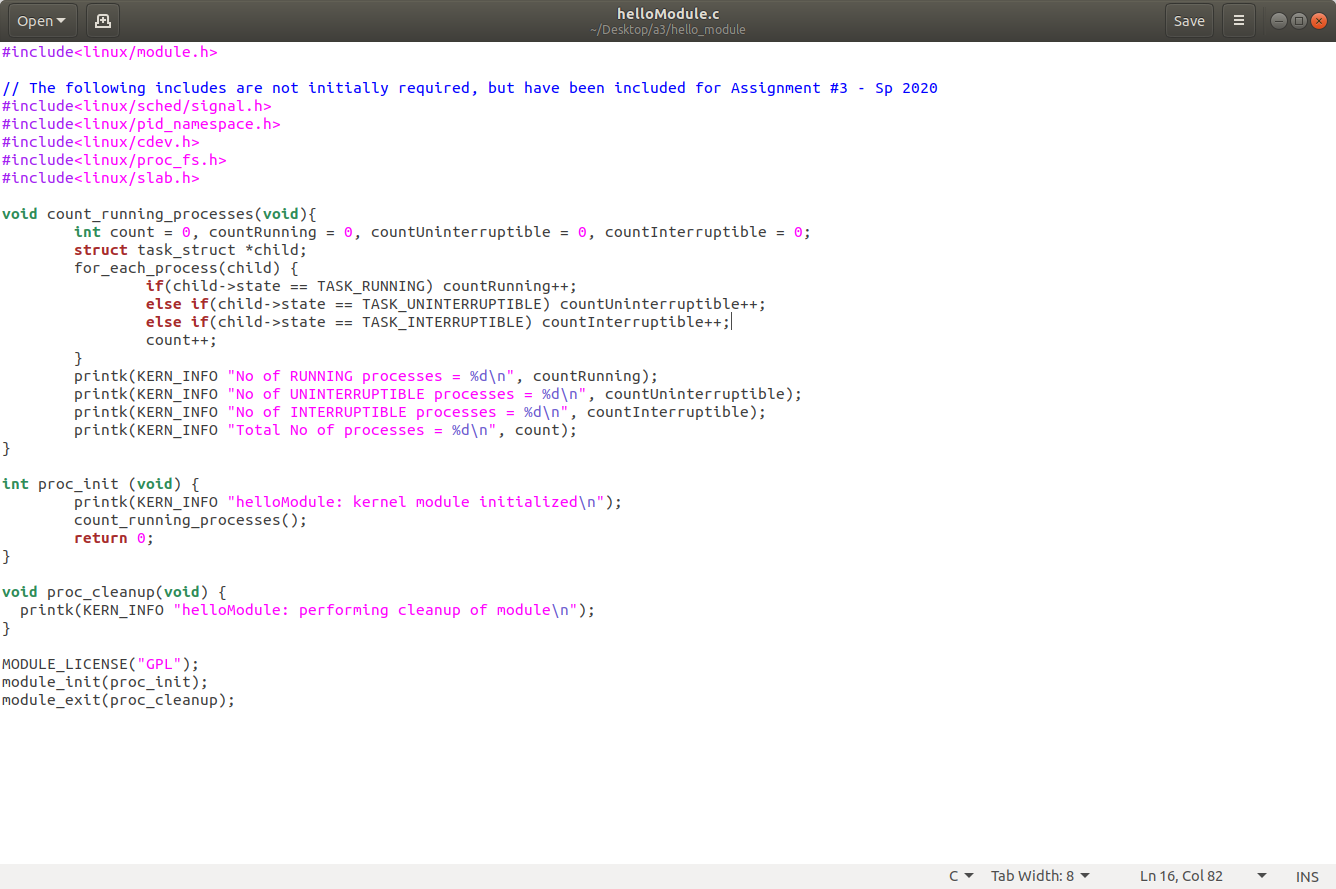 Open
helloModule.c
~/Desktop/a3/hello_module
Save
#include<linux/module.h>
// The following includes are not initially required, but have been included for Assignment #3 - Sp 2020
#include<linux/sched/signal.h>
#include<linux/pid_namespace.h>
#include<linux/cdev.h>
#include<linux/proc_fs.h>
#include<linux/slab.h>
void count_running_processes(void){
        int count = 0, countRunning = 0, countUninterruptible = 0, countInterruptible = 0;
        struct task_struct *child;
        for_each_process(child) {
                if(child->state == TASK_RUNNING) countRunning++;
                else if(child->state == TASK_UNINTERRUPTIBLE) countUninterruptible++;
                else if(child->state == TASK_INTERRUPTIBLE) countInterruptible++;
                count++;
        }
        printk(KERN_INFO "No of RUNNING processes = %d\n", countRunning);
        printk(KERN_INFO "No of UNINTERRUPTIBLE processes = %d\n", countUninterruptible);
        printk(KERN_INFO "No of INTERRUPTIBLE processes = %d\n", countInterruptible);
        printk(KERN_INFO "Total No of processes = %d\n", count);
}
int proc_init (void) {
        printk(KERN_INFO "helloModule: kernel module initialized\n");
        count_running_processes();
        return 0;
}
void proc_cleanup(void) {
  printk(KERN_INFO "helloModule: performing cleanup of module\n");
}
MODULE_LICENSE("GPL");
module_init(proc_init);
module_exit(proc_cleanup);
C
Tab Width: 8
Ln 16, Col 82
INS